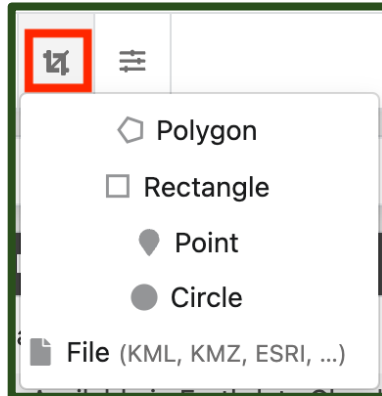 Polygon
Rectangle
Point
Circle
File (KML, KMZ, ESRI, ...)